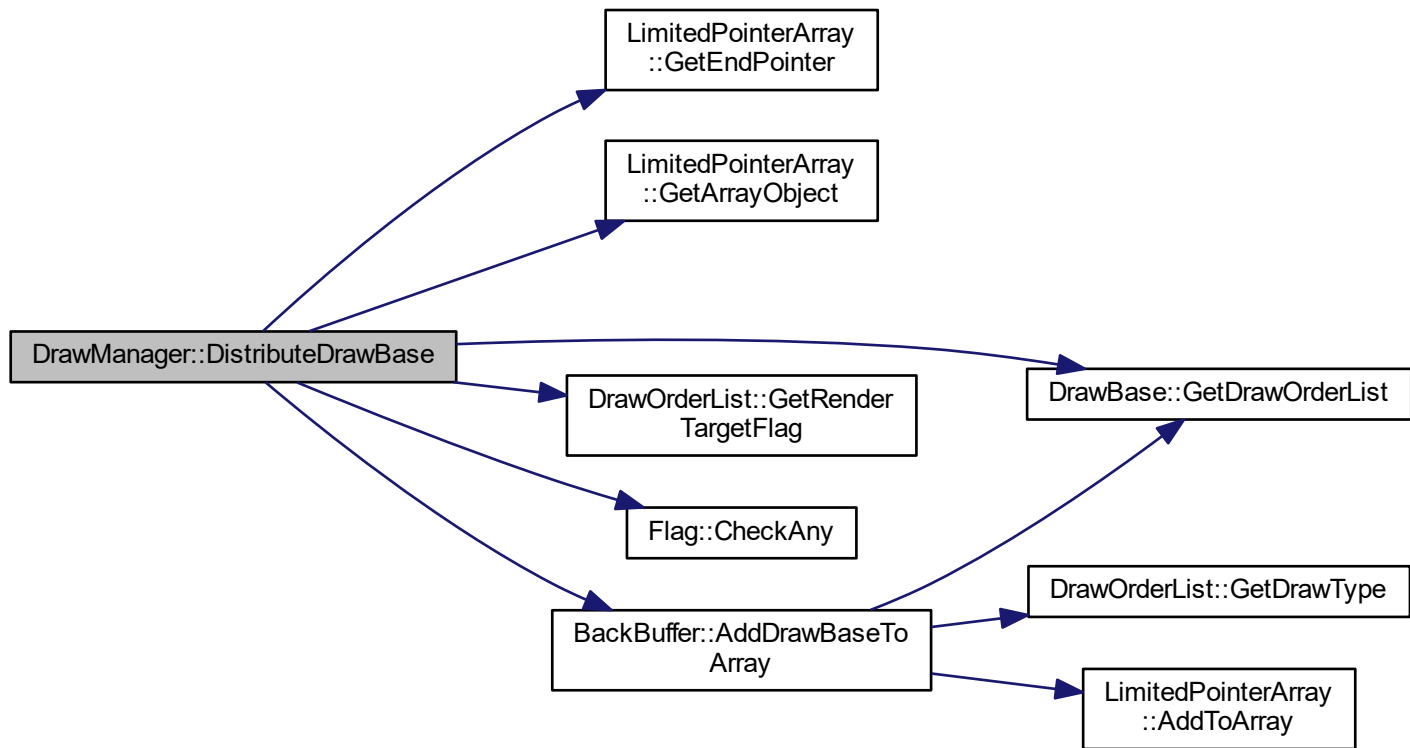 LimitedPointerArray
::GetEndPointer
LimitedPointerArray
::GetArrayObject
DrawManager::DistributeDrawBase
DrawBase::GetDrawOrderList
DrawOrderList::GetRender
TargetFlag
Flag::CheckAny
DrawOrderList::GetDrawType
BackBuffer::AddDrawBaseTo
Array
LimitedPointerArray
::AddToArray